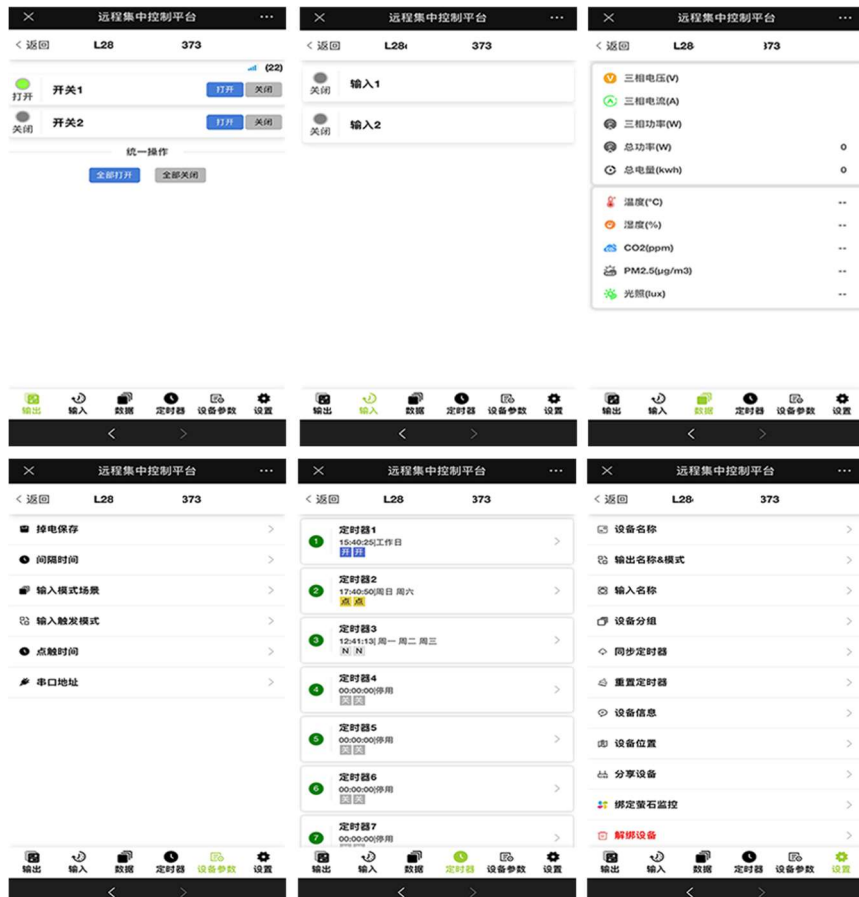 远程集中控制平台 ···
< 返回 L28 373
(22)
打开 开关1 打开 关闭
关闭 开关2 打开 关闭
统一操作
全部打开 全部关闭
输出 输入 数据 定时器 设备参数 设置
远程集中控制平台 ···
< 返回 L28 373
关闭 输入1
关闭 输入2
输出 输入 数据 定时器 设备参数 设置
远程集中控制平台 ···
< 返回 L28 373
三相电压(V)
三相电流(A)
三相功率(W)
总功率(W) 0
总电量(kwh) 0
温度(°C) --
湿度(%) --
CO2(ppm) --
PM2.5(μg/m3) --
光照(lux) --
输出 输入 数据 定时器 设备参数 设置
远程集中控制平台 ···
< 返回 L28 373
掉电保存
间隔时间
输入模式场景
输入触发模式
点触时间
串口地址
输出 输入 数据 定时器 设备参数 设置
远程集中控制平台 ···
< 返回 L28 373
1 定时器1
15:40:25|工作日
开 开
2 定时器2
17:40:50|周日 周六
点 点
3 定时器3
12:41:13| 周一 周二 周三
N N
4 定时器4
00:00:00|停用
关 关
5 定时器5
00:00:00|停用
关 关
6 定时器6
00:00:00|停用
关 关
7 定时器7
00:00:00|停用
输出 输入 数据 定时器 设备参数 设置
远程集中控制平台 ···
< 返回 L28 373
设备名称
输出名称&模式
输入名称
设备分组
同步定时器
重置定时器
设备信息
设备位置
分享设备
绑定萤石监控
解绑设备
输出 输入 数据 定时器 设备参数 设置